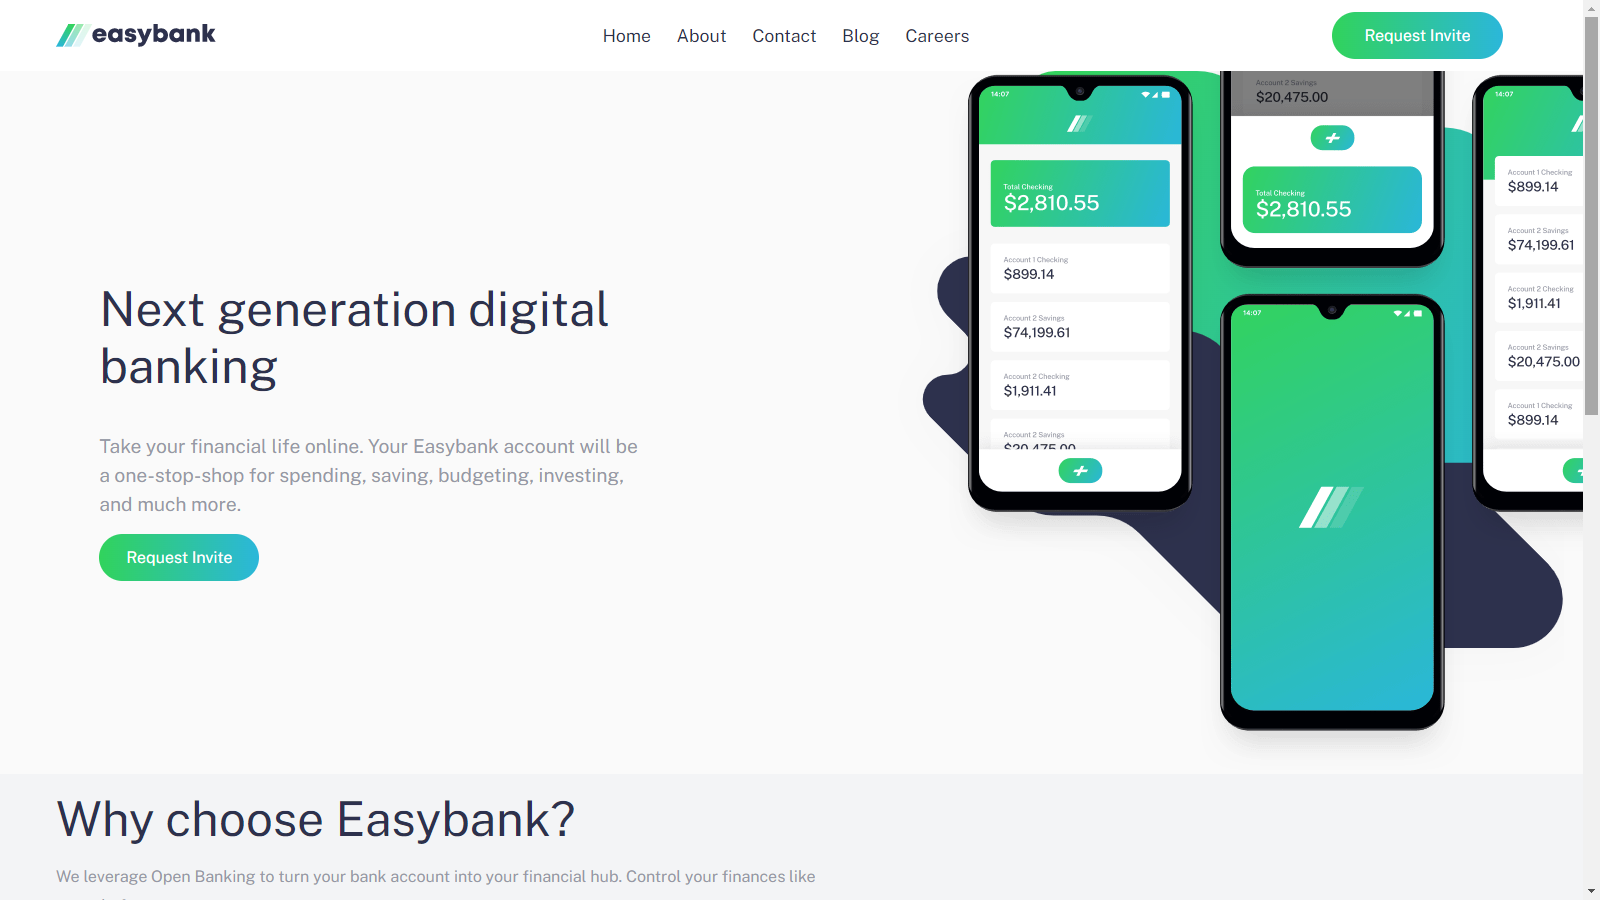 easybank
Home
About
Contact
Blog
Careers
Request Invite
Next generation digital
banking
Take your financial life online. Your Easybank account will be
a one-stop-shop for spending, saving, budgeting, investing,
and much more.
Request Invite
14:07
Total Checking
$2,810.55
Account 1 Checking
$899.14
Account 2 Savings
$74,199.61
Account 2 Checking
$1,911.41
Account 2 Savings
$20,475.00
Account 2 Savings
$20,475.00
Total Checking
$2,810.55
14:07
14:07
Account 1 Checking
$899.14
Account 2 Savings
$74,199.61
Account 2 Checking
$1,911.41
Account 2 Savings
$20,475.00
Account 1 Checking
$899.14
Why choose Easybank?
We leverage Open Banking to turn your bank account into your financial hub. Control your finances like